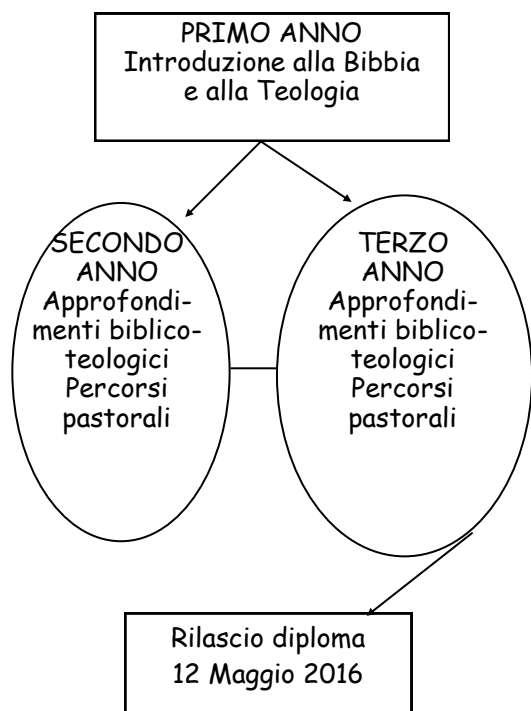 PRIMO ANNO
Introduzione alla Bibbia
e alla Teologia
SECONDO
ANNO
Approfondi-
menti biblico-
teologici
Percorsi
pastorali
TERZO
ANNO
Approfondi-
menti biblico-
teologici
Percorsi
pastorali
Rilascio diploma
12 Maggio 2016